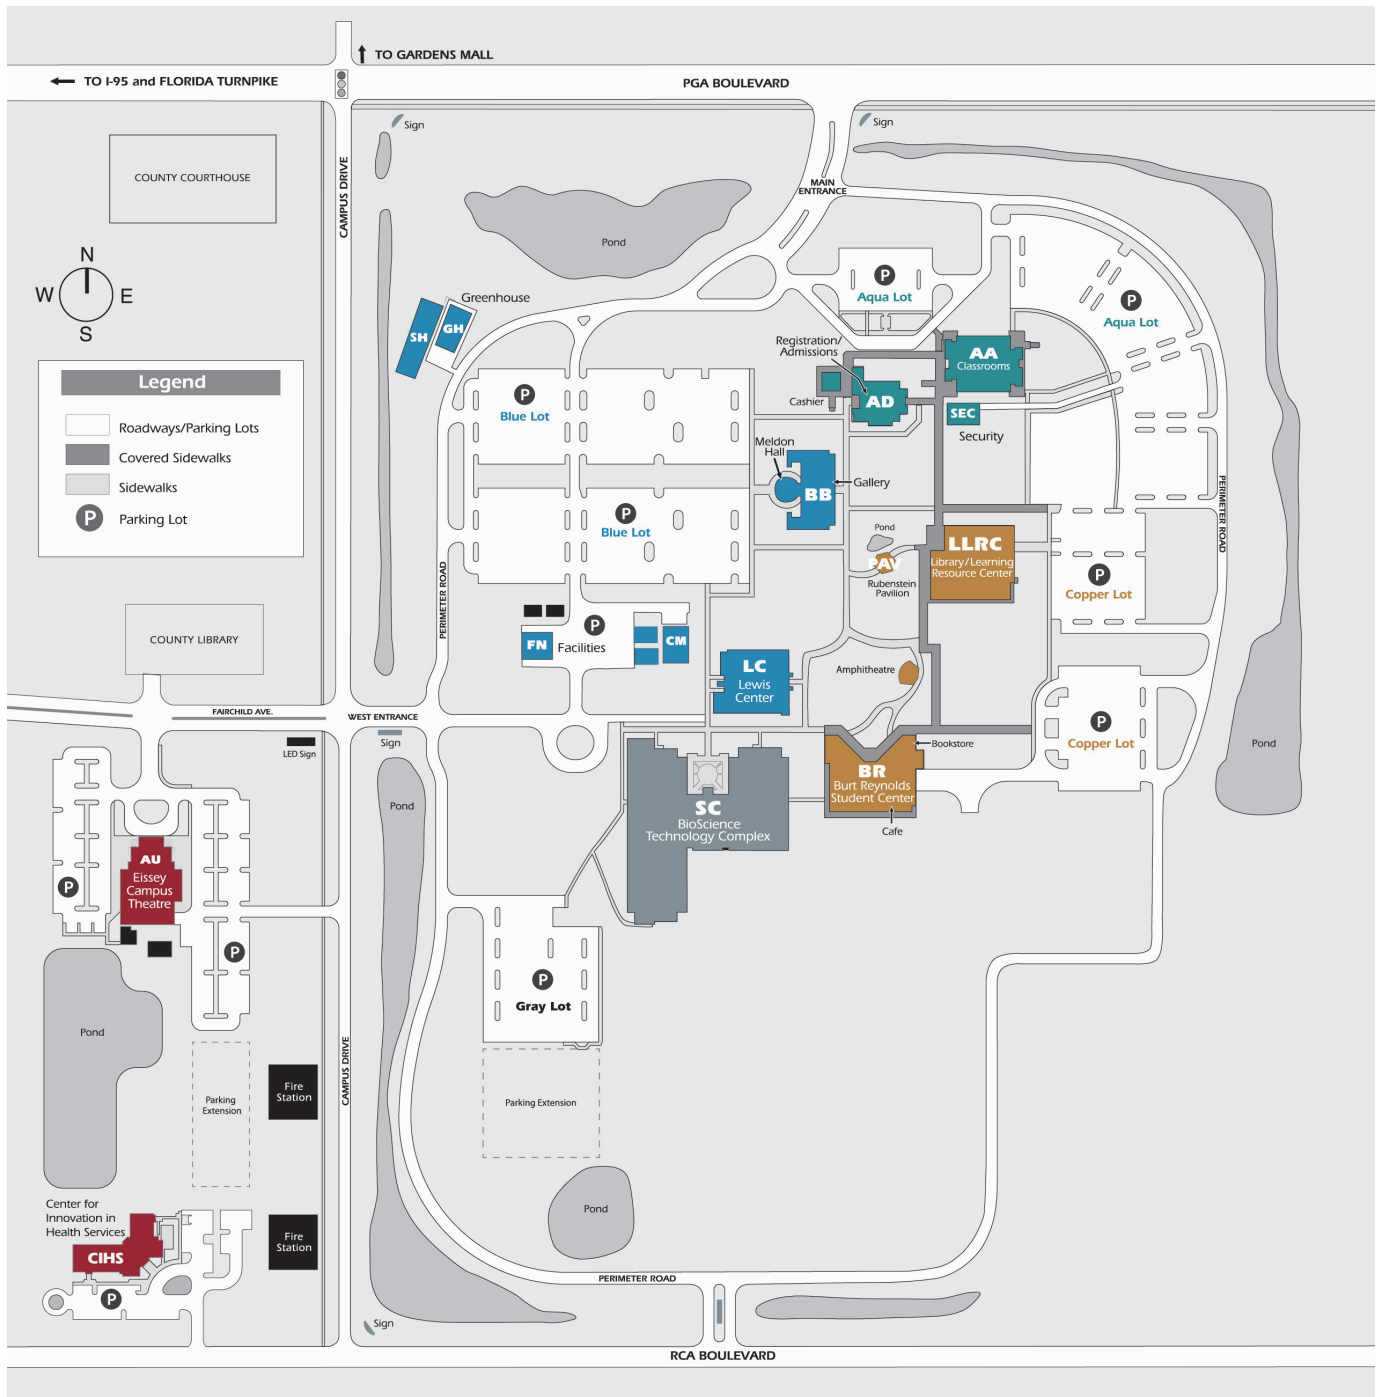 TO GARDENS MALL
TO I-95 and FLORIDA TURNPIKE
PGA BOULEVARD
Sign
Sign
COUNTY COURTHOUSE
CAMPUS DRIVE
MAIN
ENTRANCE
Pond
N
W
E
S
P
Aqua Lot
P
Aqua Lot
Greenhouse
SH
GH
Registration/
Admissions
AA
Classrooms
Legend
Roadways/Parking Lots
Covered Sidewalks
Sidewalks
P
Parking Lot
P
Blue Lot
Cashier
AD
SEC
Security
Meldon
Hall
BB
Gallery
P
Blue Lot
PERIMETER ROAD
Pond
PAV
Rubenstein
Pavilion
LLRC
Library/Learning
Resource Center
P
Copper Lot
PERIMETER ROAD
COUNTY LIBRARY
FN
P
Facilities
CM
LC
Lewis
Center
Amphitheatre
FAIRCHILD AVE.
WEST ENTRANCE
Sign
LED Sign
P
Copper Lot
Bookstore
Pond
BR
Burt Reynolds
Student Center
Cafe
SC
BioScience
Technology Complex
Pond
AU
Eissey
Campus
Theatre
P
P
P
Gray Lot
Pond
CAMPUS DRIVE
Fire
Station
Parking
Extension
Parking Extension
Center for
Innovation in
Health Services
CIHS
P
Fire
Station
Pond
PERIMETER ROAD
Sign
RCA BOULEVARD